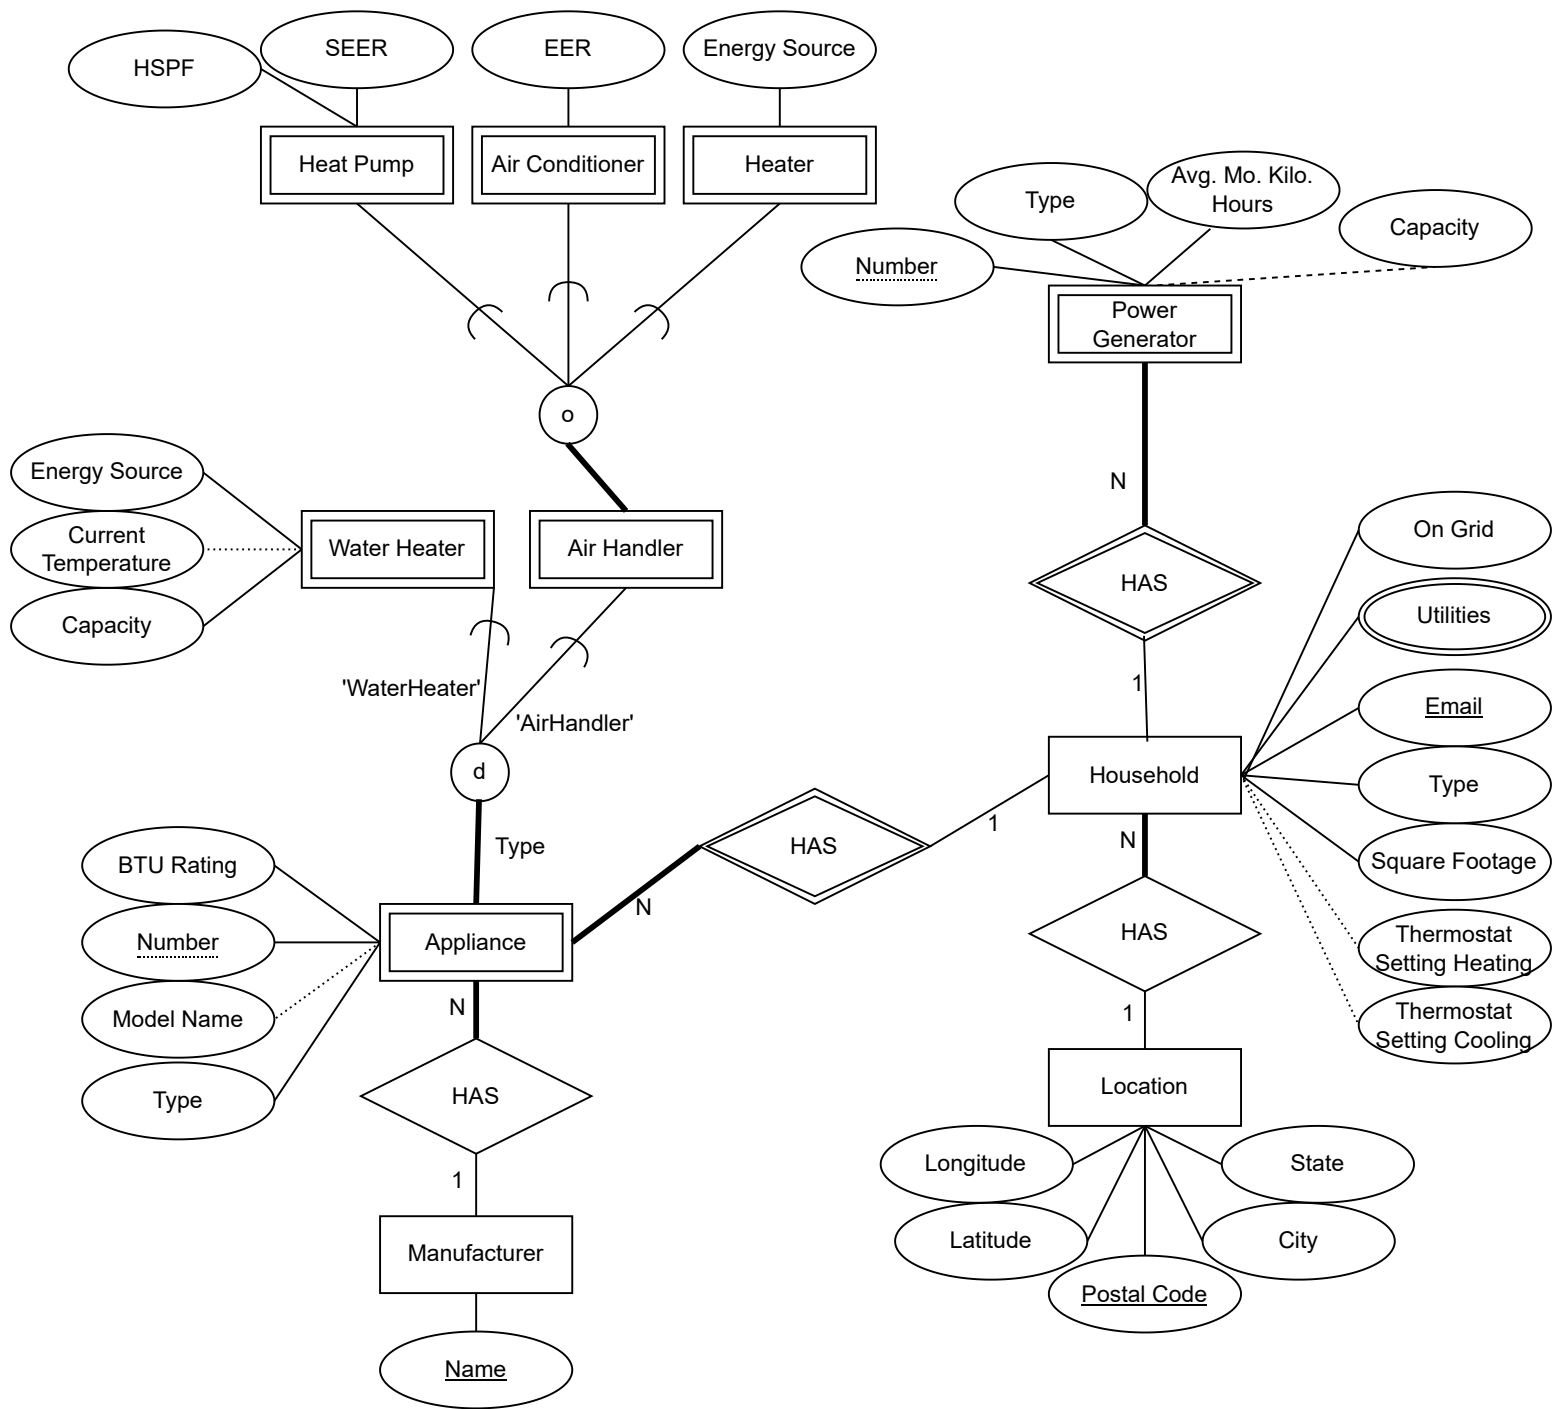 SEER
EER
Energy Source
HSPF
Heat Pump
Air Conditioner
Heater
Avg. Mo. Kilo.
Hours
Type
Capacity
Number
Power
Generator
o
Energy Source
N
Current
Temperature
Water Heater
Air Handler
On Grid
HAS
Capacity
Utilities
'WaterHeater'
1
Email
'AirHandler'
d
Household
Type
Type
HAS
1
N
BTU Rating
Square Footage
N
Number
Appliance
HAS
Thermostat
Setting Heating
N
Model Name
1
Thermostat
Setting Cooling
Type
HAS
Location
1
Longitude
State
Manufacturer
Latitude
City
Postal Code
Name